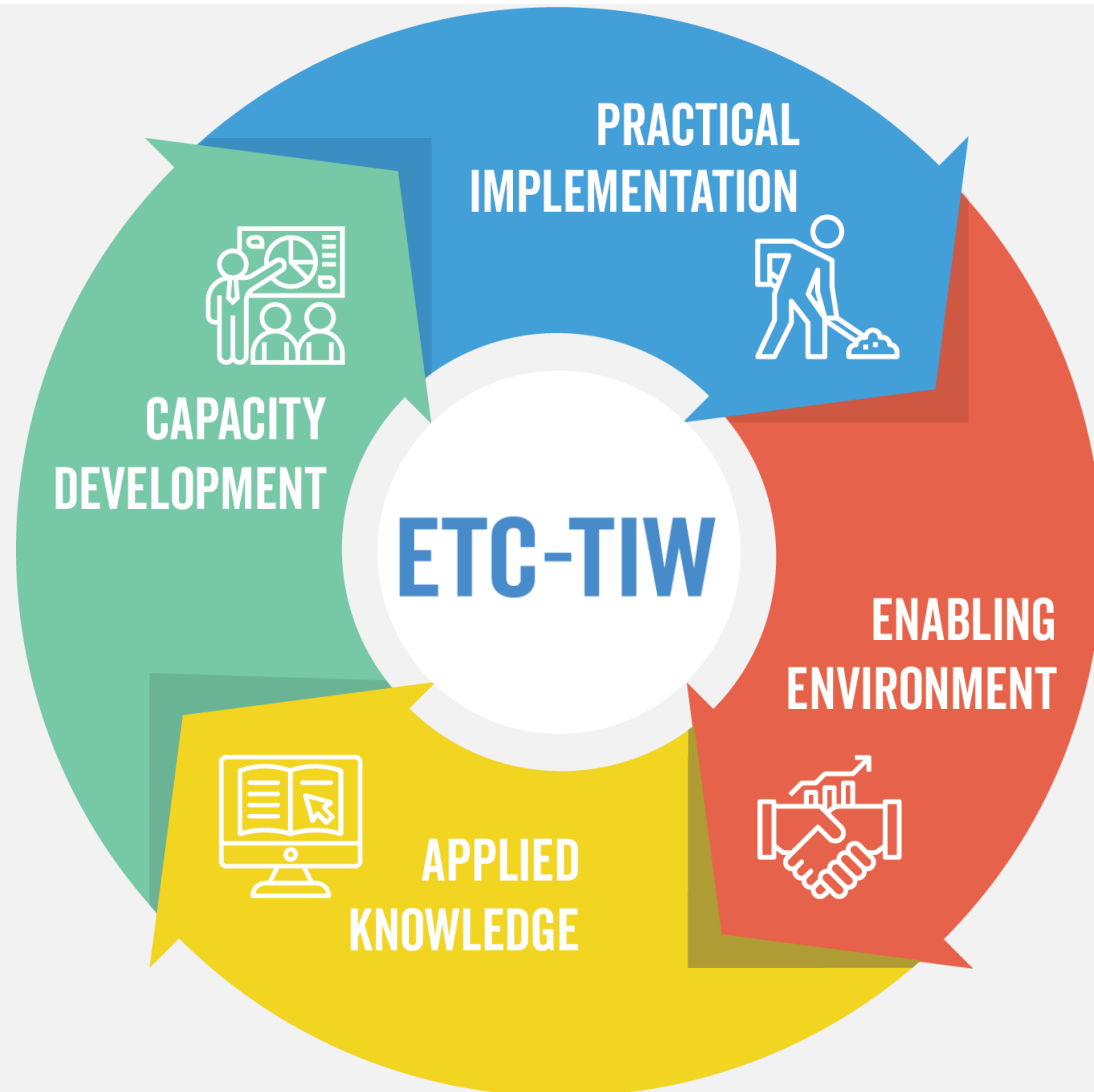 PRACTICAL
IMPLEMENTATION
CAPACITY
DEVELOPMENT
ETC-TIW
ENABLING
ENVIRONMENT
APPLIED
KNOWLEDGE